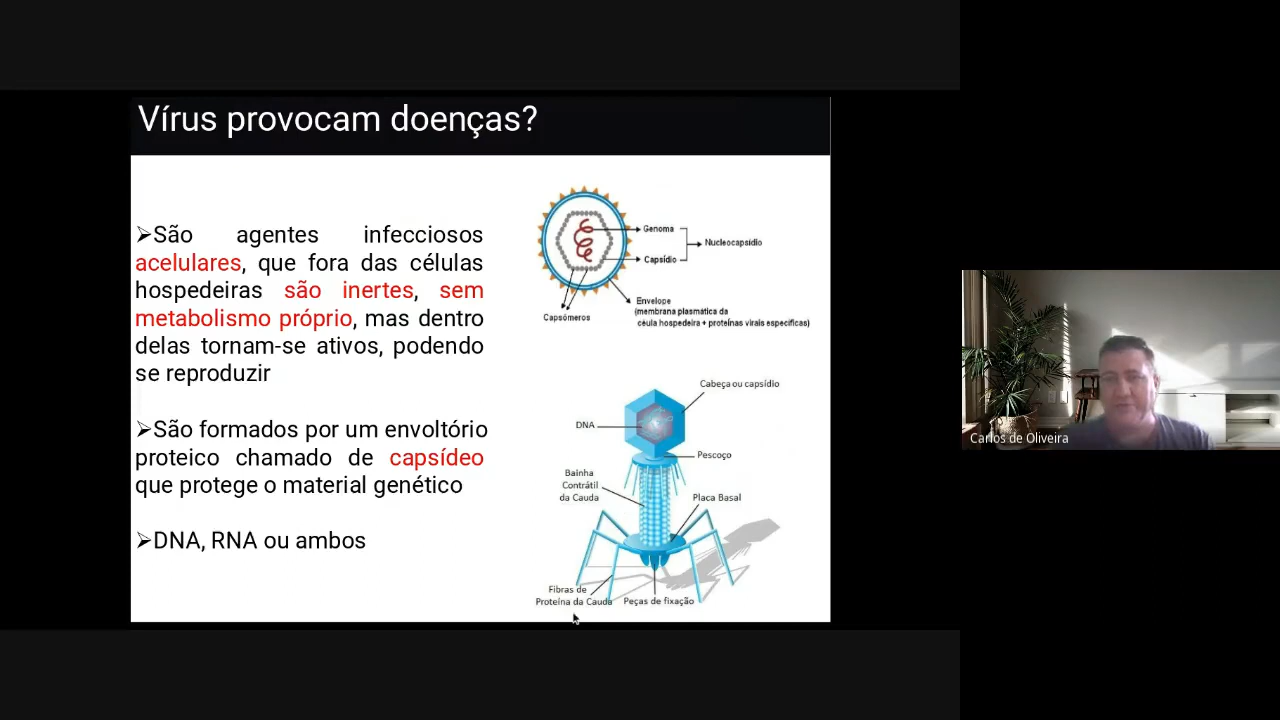 Vírus provocam doenças?
➢São agentes infecciosos
acelulares, que fora das células
hospedeiras são inertes, sem
metabolismo próprio, mas dentro
delas tornam-se ativos, podendo
se reproduzir
➢São formados por um envoltório
proteico chamado de capsídeo
que protege o material genético
➢DNA, RNA ou ambos
Genoma
Nucleocapsídio
Capsídio
Envelope
(membrana plasmática da
célula hospedeira + proteínas virais específicas)
Capsômeros
Cabeça ou capsídio
DNA
Pescoço
Bainha
Contrátil
da Cauda
Placa Basal
Fibras de
Proteína da Cauda
Peças de fixação
Carlos de Oliveira